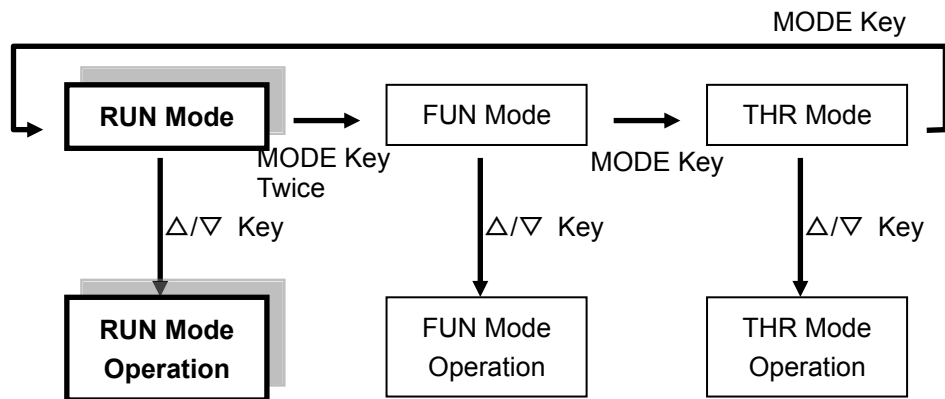 MODE Key
RUN Mode
FUN Mode
THR Mode
MODE Key
Twice
MODE Key
△/▽ Key
△/▽ Key
△/▽ Key
RUN Mode
Operation
FUN Mode
Operation
THR Mode
Operation